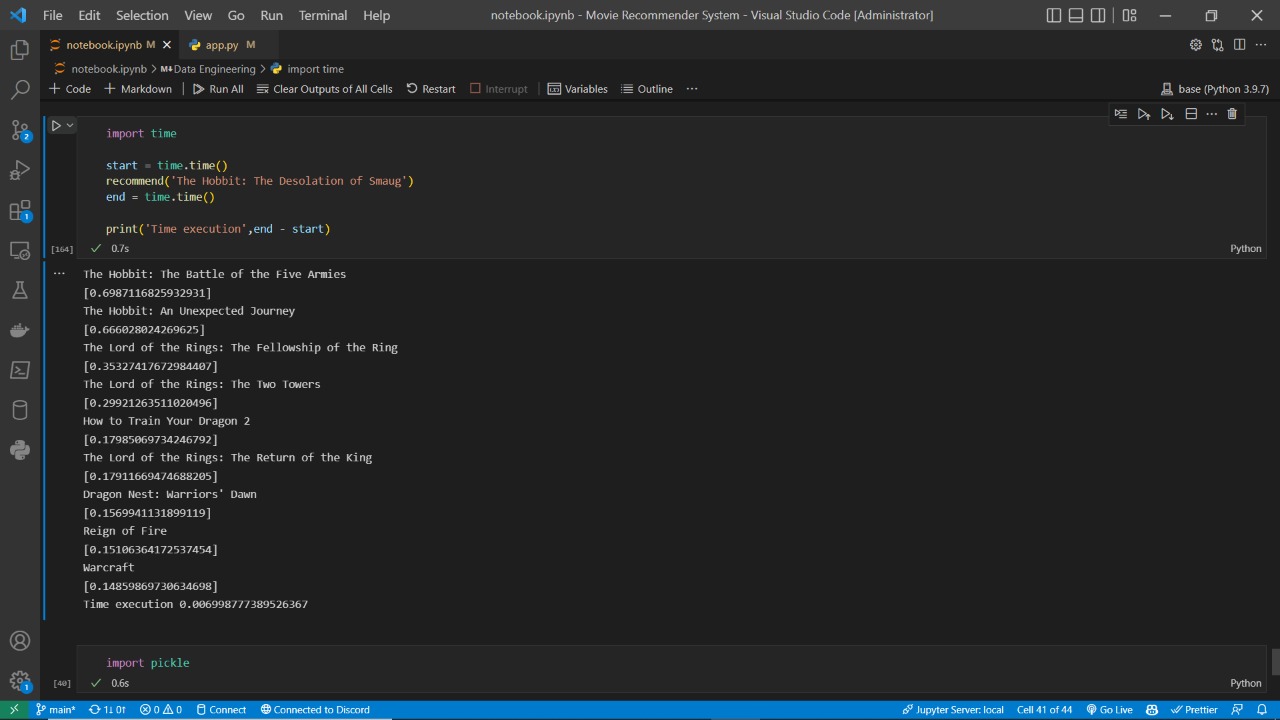 File Edit Selection View Go Run Terminal Help notebook.ipynb - Movie Recommender System - Visual Studio Code [Administrator]
notebook.ipynb M app.py M
notebook.ipynb > M↓Data Engineering > import time
+ Code + Markdown Run All Clear Outputs of All Cells Restart Interrupt Variables Outline ... base (Python 3.9.7)
import time
start = time.time()
recommend('The Hobbit: The Desolation of Smaug')
end = time.time()
print('Time execution',end - start)
[164] 0.7s Python
... The Hobbit: The Battle of the Five Armies
[0.6987116825932931]
The Hobbit: An Unexpected Journey
[0.666028024269625]
The Lord of the Rings: The Fellowship of the Ring
[0.35327417672984407]
The Lord of the Rings: The Two Towers
[0.29921263511020496]
How to Train Your Dragon 2
[0.17985069734246792]
The Lord of the Rings: The Return of the King
[0.17911669474688205]
Dragon Nest: Warriors' Dawn
[0.1569941131899119]
Reign of Fire
[0.15106364172537454]
Warcraft
[0.14859869730634698]
Time execution 0.006998777389526367
import pickle
[40] 0.6s Python
2
1
1
main* 1↓ 0↑ 0 0 Connect Connected to Discord Jupyter Server: local Cell 41 of 44 Go Live Prettier